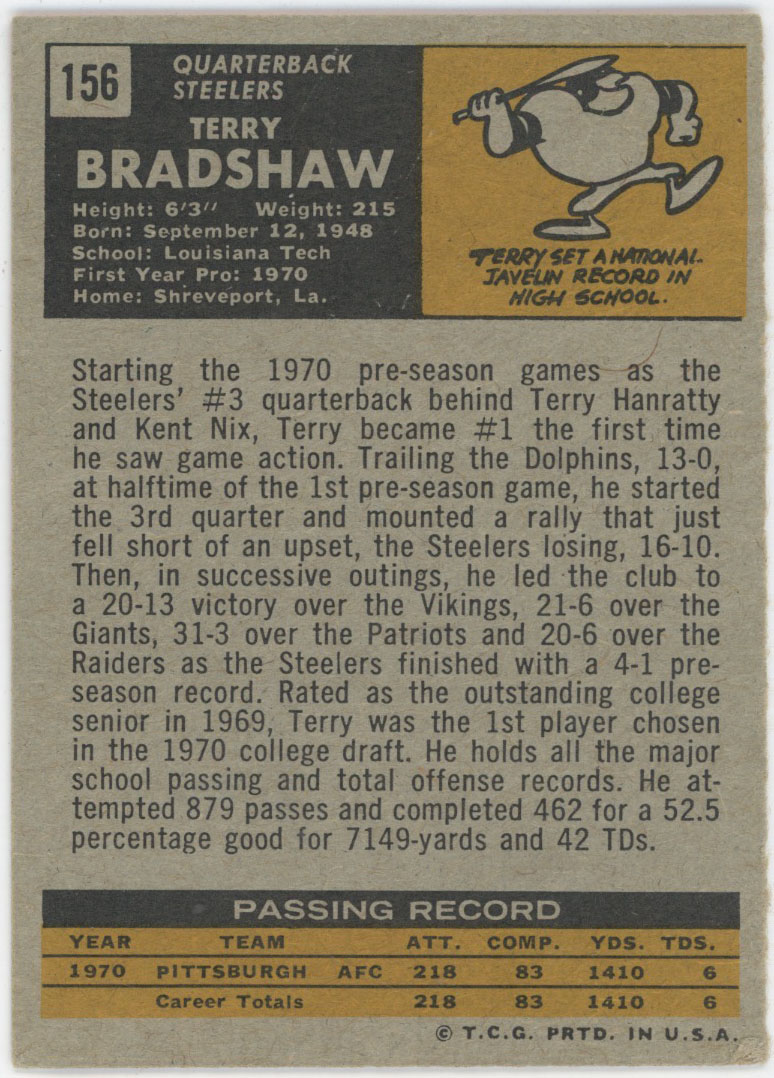 156
QUARTERBACK
STEELERS
TERRY
BRADSHAW
Height: 6'3" Weight: 215
Born: September 12, 1948
School: Louisiana Tech
First Year Pro: 1970
Home: Shreveport, La.
TERRY SET A NATIONAL
JAVELIN RECORD IN
HIGH SCHOOL.
Starting the 1970 pre-season games as the
Steelers' #3 quarterback behind Terry Hanratty
and Kent Nix, Terry became #1 the first time
he saw game action. Trailing the Dolphins, 13-0,
at halftime of the 1st pre-season game, he started
the 3rd quarter and mounted a rally that just
fell short of an upset, the Steelers losing, 16-10.
Then, in successive outings, he led the club to
a 20-13 victory over the Vikings, 21-6 over the
Giants, 31-3 over the Patriots and 20-6 over the
Raiders as the Steelers finished with a 4-1 pre-
season record. Rated as the outstanding college
senior in 1969, Terry was the 1st player chosen
in the 1970 college draft. He holds all the major
school passing and total offense records. He at-
tempted 879 passes and completed 462 for a 52.5
percentage good for 7149-yards and 42 TDs.
PASSING RECORD
YEAR TEAM ATT. COMP. YDS. TDS.
1970 PITTSBURGH AFC 218 83 1410 6
Career Totals 218 83 1410 6
© T.C.G. PRTD. IN U.S.A.